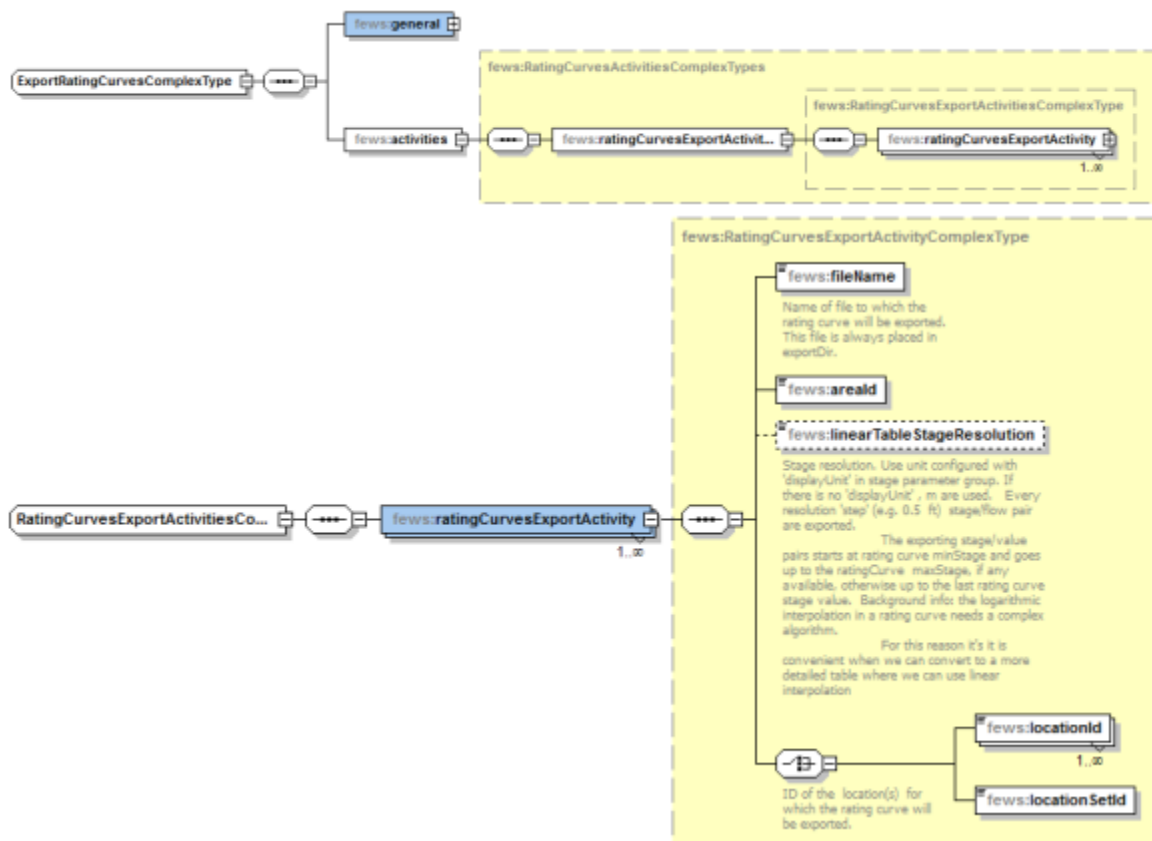 fews:general
ExportRatingCurvesComplexType
fews:RatingCurvesActivitiesComplexTypes
fews:RatingCurvesExportActivitiesComplexType
fews:activities
fews:ratingCurvesExportActivit...
fews:ratingCurvesExportActivity
1..∞
fews:RatingCurvesExportActivityComplexType
fews:fileName
Name of file to which the
rating curve will be exported.
This file is always placed in
exportDir.
fews:areaId
fews:linearTableStageResolution
Stage resolution. Use unit configured with
'displayUnit' in stage parameter group. If
there is no 'displayUnit' , m are used. Every
resolution 'step' (e.g. 0.5 ft) stage/flow pair
are exported.
The exporting stage/value
pairs starts at rating curve minStage and goes
up to the ratingCurve maxStage, if any
available, otherwise up to the last rating curve
stage value. Background info: the logarithmic
interpolation in a rating curve needs a complex
algorithm.
For this reason it's it is
convenient when we can convert to a more
detailed table where we can use linear
interpolation
RatingCurvesExportActivitiesCo...
fews:ratingCurvesExportActivity
1..∞
fews:locationId
1..∞
ID of the location(s) for
which the rating curve will
be exported.
fews:locationSetId